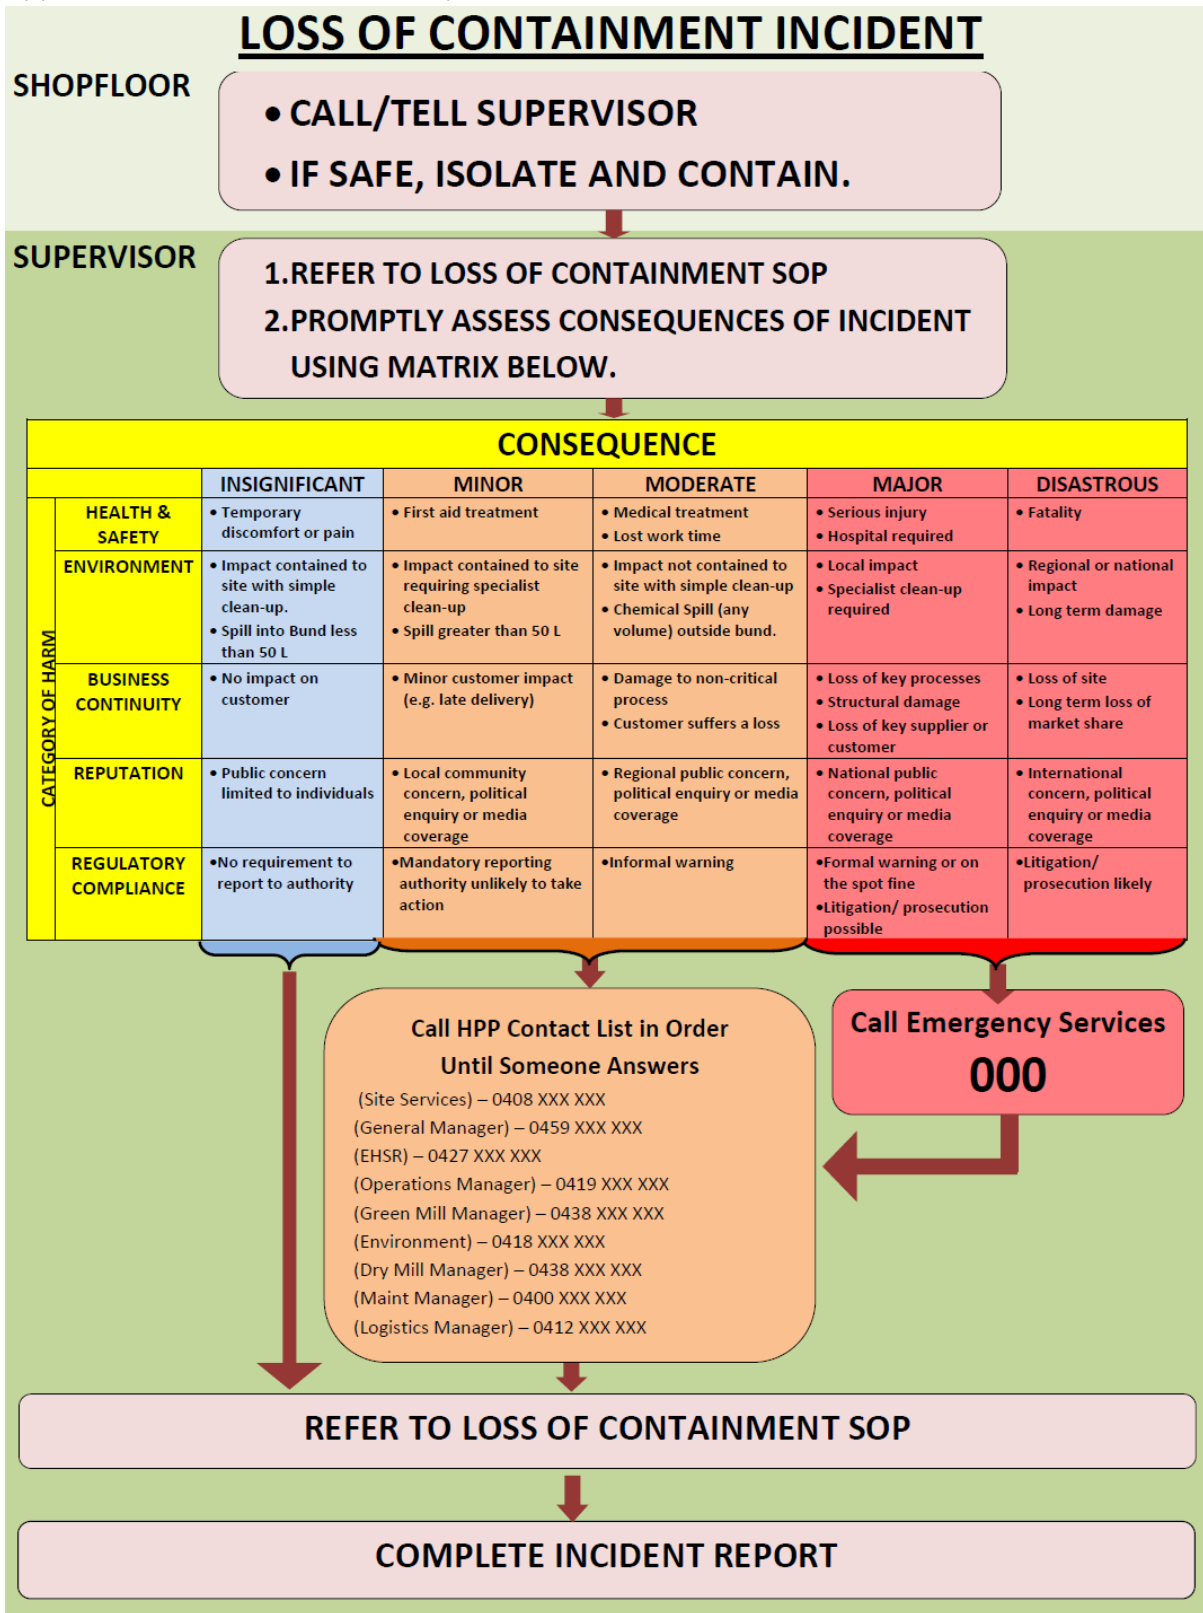 LOSS OF CONTAINMENT INCIDENT
SHOPFLOOR
• CALL/TELL SUPERVISOR
• IF SAFE, ISOLATE AND CONTAIN.
SUPERVISOR
1.REFER TO LOSS OF CONTAINMENT SOP
2.PROMPTLY ASSESS CONSEQUENCES OF INCIDENT
USING MATRIX BELOW.
CONSEQUENCE
INSIGNIFICANT
MINOR
MODERATE
MAJOR
DISASTROUS
CATEGORY OF HARM
HEALTH &
SAFETY
• Temporary
discomfort or pain
• First aid treatment
• Medical treatment
• Lost work time
• Serious injury
• Hospital required
• Fatality
ENVIRONMENT
• Impact contained to
site with simple
clean-up.
• Spill into Bund less
than 50 L
• Impact contained to site
requiring specialist
clean-up
• Spill greater than 50 L
• Impact not contained to
site with simple clean-up
• Chemical Spill (any
volume) outside bund.
• Local impact
• Specialist clean-up
required
• Regional or national
impact
• Long term damage
BUSINESS
CONTINUITY
• No impact on
customer
• Minor customer impact
(e.g. late delivery)
• Damage to non-critical
process
• Customer suffers a loss
• Loss of key processes
• Structural damage
• Loss of key supplier or
customer
• Loss of site
• Long term loss of
market share
REPUTATION
• Public concern
limited to individuals
• Local community
concern, political
enquiry or media
coverage
• Regional public concern,
political enquiry or media
coverage
• National public
concern, political
enquiry or media
coverage
• International
concern, political
enquiry or media
coverage
REGULATORY
COMPLIANCE
•No requirement to
report to authority
•Mandatory reporting
authority unlikely to take
action
•Informal warning
•Formal warning or on
the spot fine
•Litigation/ prosecution
possible
•Litigation/
prosecution likely
Call HPP Contact List in Order
Until Someone Answers
(Site Services) – 0408 XXX XXX
(General Manager) – 0459 XXX XXX
(EHSR) – 0427 XXX XXX
(Operations Manager) – 0419 XXX XXX
(Green Mill Manager) – 0438 XXX XXX
(Environment) – 0418 XXX XXX
(Dry Mill Manager) – 0438 XXX XXX
(Maint Manager) – 0400 XXX XXX
(Logistics Manager) – 0412 XXX XXX
Call Emergency Services
000
REFER TO LOSS OF CONTAINMENT SOP
COMPLETE INCIDENT REPORT